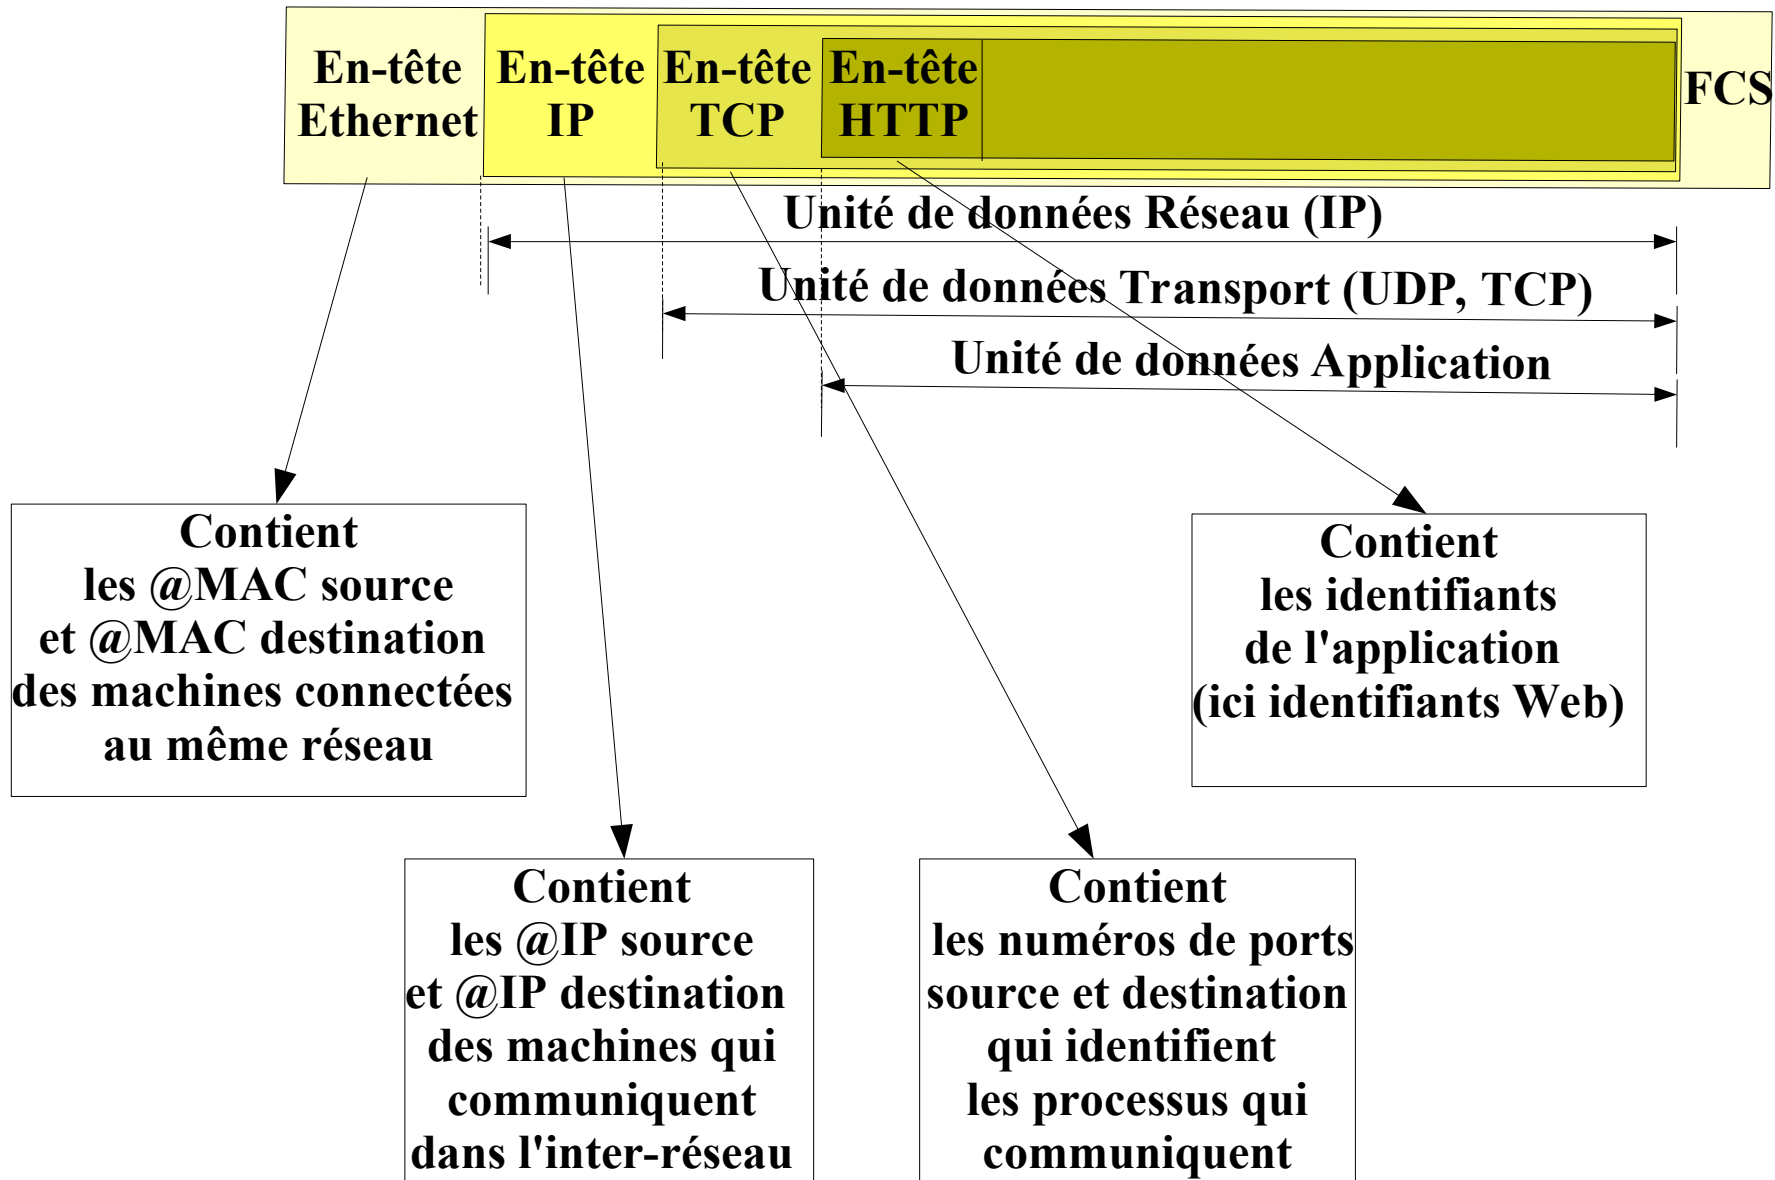 En-tête
Ethernet
En-tête
IP
En-tête
TCP
En-tête
HTTP
FCS
Unité de données Réseau (IP)
Unité de données Transport (UDP, TCP)
Unité de données Application
Contient
les @MAC source
et @MAC destination
des machines connectées
au même réseau
Contient
les identifiants
de l'application
(ici identifiants Web)
Contient
les @IP source
et @IP destination
des machines qui
communiquent
dans l'inter-réseau
Contient
les numéros de ports
source et destination
qui identifient
les processus qui
communiquent